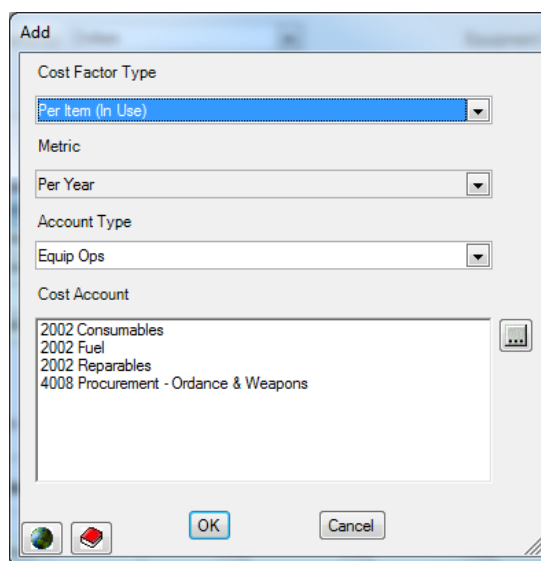 Add
Cost Factor Type
Per Item (In Use)
Metric
Per Year
Account Type
Equip Ops
Cost Account
2002 Consumables
2002 Fuel
2002 Reparables
4008 Procurement - Ordance & Weapons
...
OK
Cancel